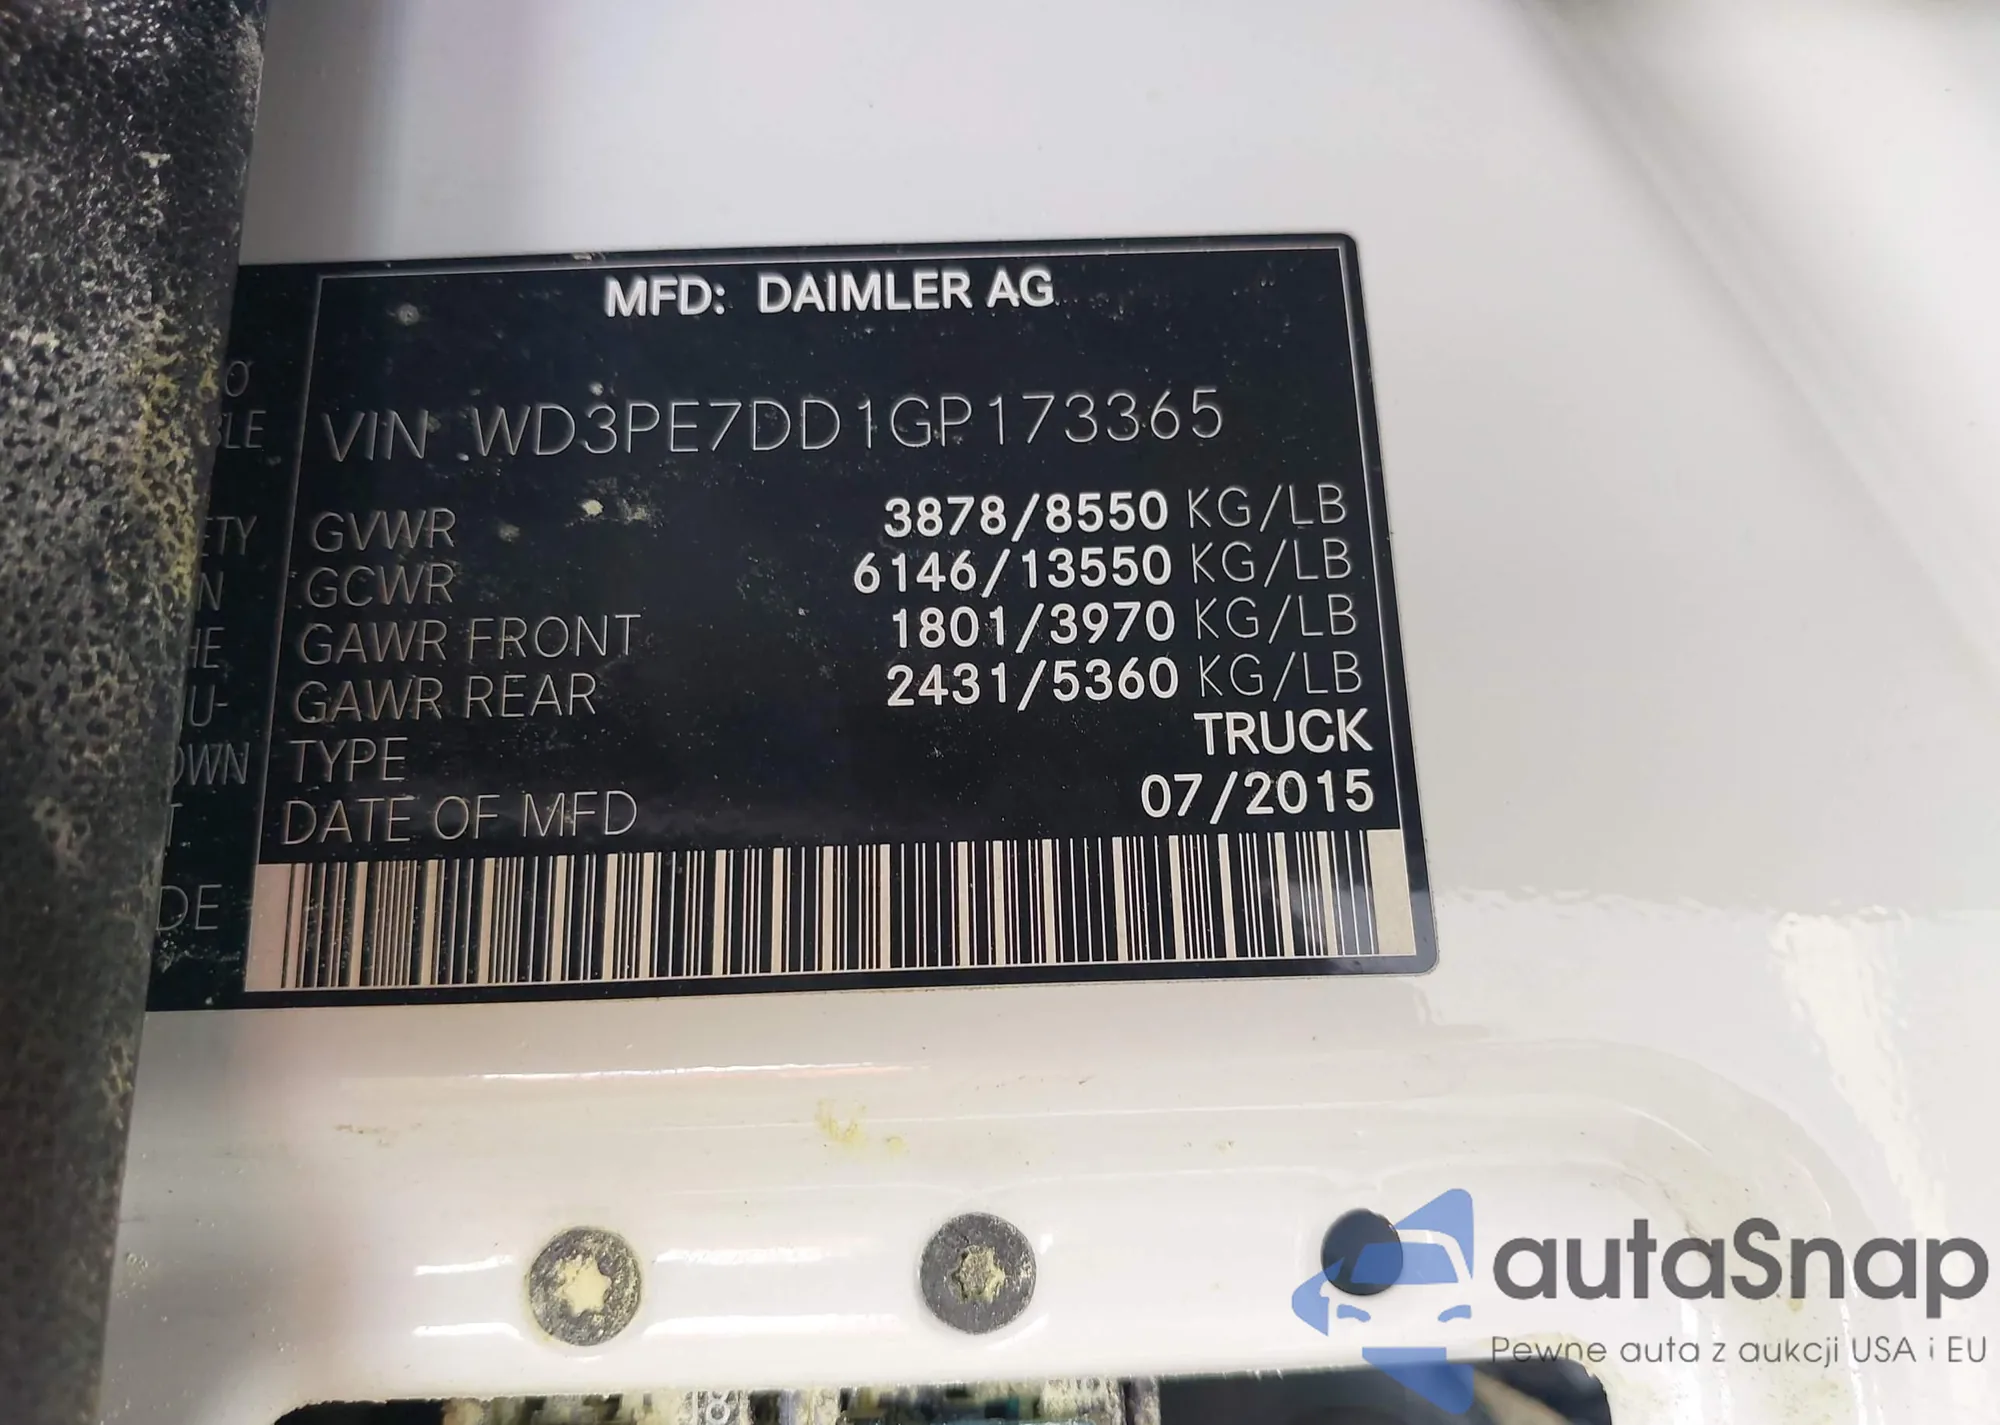 MFD: DAIMLER AG
VIN WD3PE7DD1GP173365
GVWR 3878/8550 KG/LB
GCWR 6146/13550 KG/LB
GAWR FRONT 1801/3970 KG/LB
GAWR REAR 2431/5360 KG/LB
TYPE TRUCK
DATE OF MFD 07/2015
autaSnap
Pewne auta z aukcji USA i EU